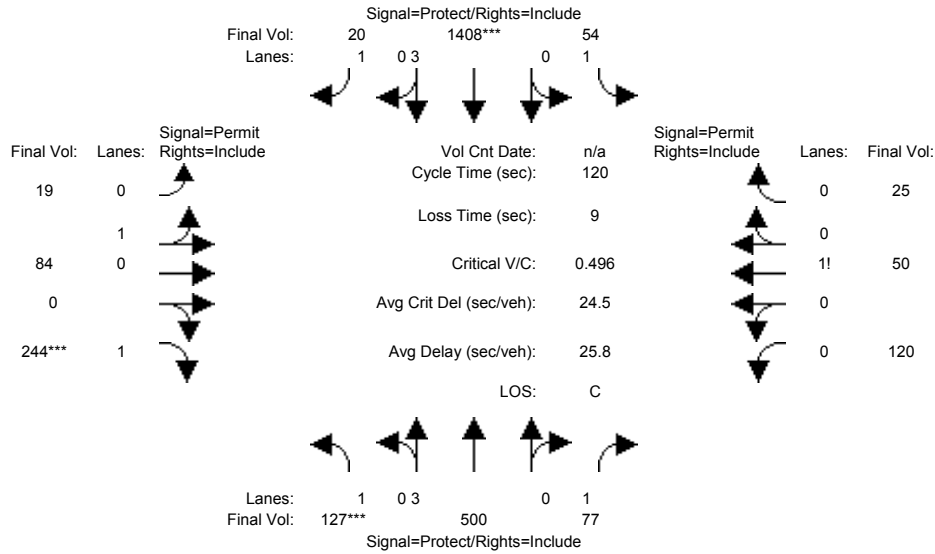 Signal=Protect/Rights=Include
Final Vol: 20 1408*** 54
Lanes: 1 0 3 0 1
Signal=Permit Signal=Permit
Final Vol: Lanes: Rights=Include Vol Cnt Date: n/a Rights=Include Lanes: Final Vol:
Cycle Time (sec): 120
19 0 0 25
Loss Time (sec): 9
1 0
84 0 Critical V/C: 0.496 1! 50
0 Avg Crit Del (sec/veh): 24.5 0
244*** 1 Avg Delay (sec/veh): 25.8 0 120
LOS: C
Lanes: 1 0 3 0 1
Final Vol: 127*** 500 77
Signal=Protect/Rights=Include